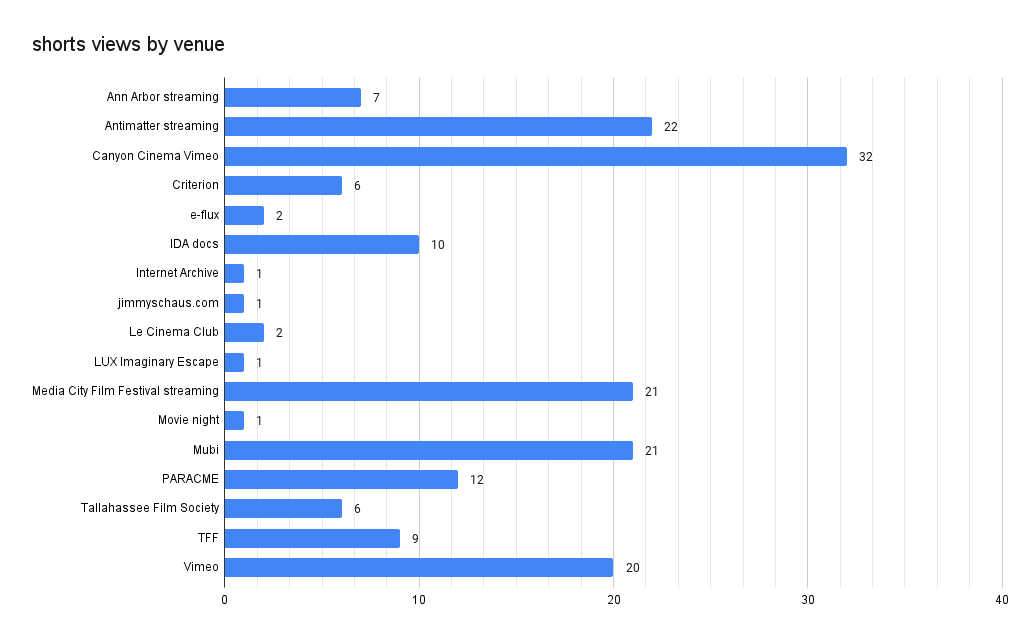 shorts views by venue
Ann Arbor streaming 7
Antimatter streaming 22
Canyon Cinema Vimeo 32
Criterion 6
e-flux 2
IDA docs 10
Internet Archive 1
jimmyschaus.com 1
Le Cinema Club 2
LUX Imaginary Escape 1
Media City Film Festival streaming 21
Movie night 1
Mubi 21
PARACME 12
Tallahassee Film Society 6
TFF 9
Vimeo 20
0 10 20 30 40